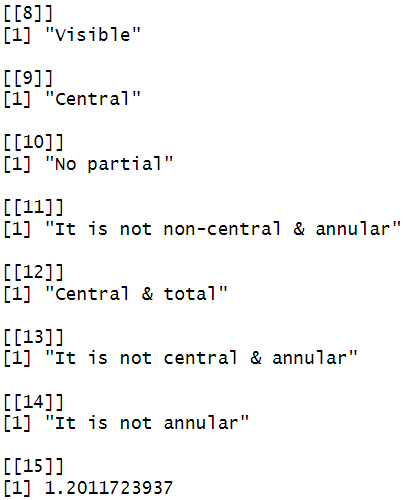 [[8]]
[1] "Visible"
[[9]]
[1] "Central"
[[10]]
[1] "No partial"
[[11]]
[1] "It is not non-central & annular"
[[12]]
[1] "Central & total"
[[13]]
[1] "It is not central & annular"
[[14]]
[1] "It is not annular"
[[15]]
[1] 1.2011723937